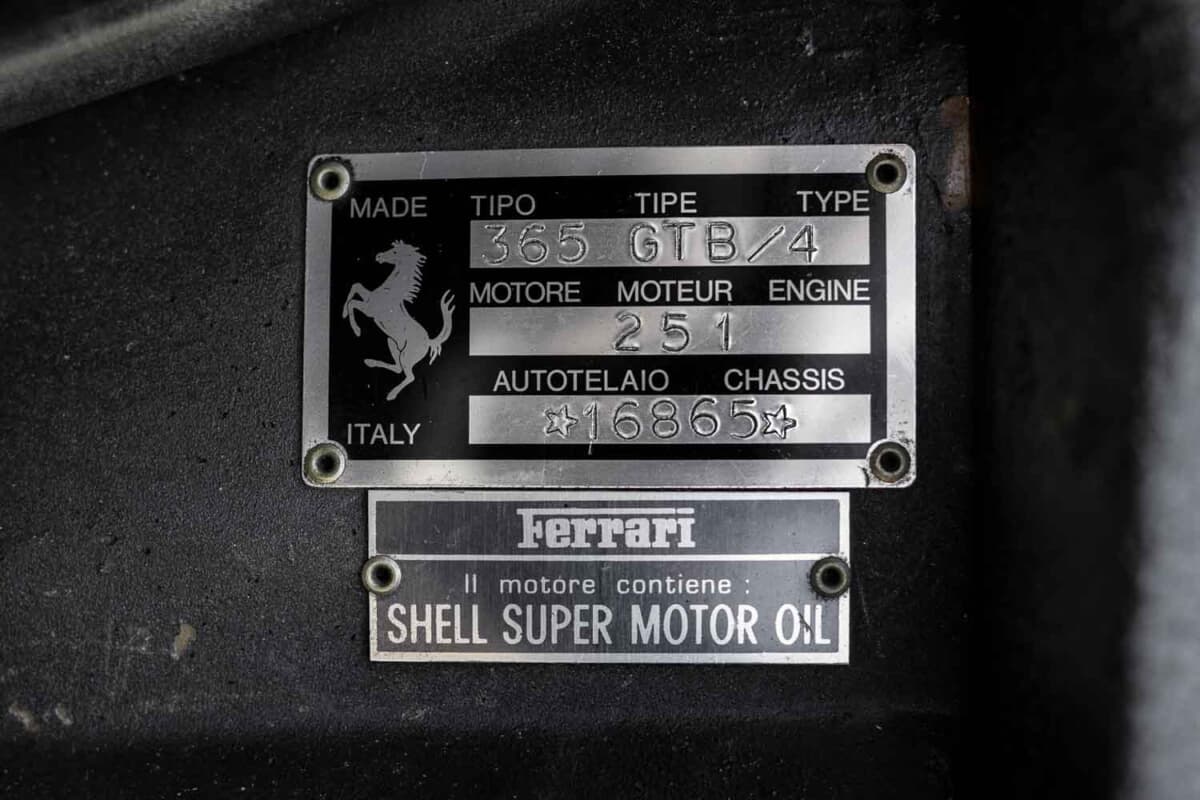 MADE TIPO TIPE TYPE
365 GTB/4
MOTORE MOTEUR ENGINE
251
AUTOTELAIO CHASSIS
☆16865☆
ITALY
Ferrari
Il motore contiene :
SHELL SUPER MOTOR OIL